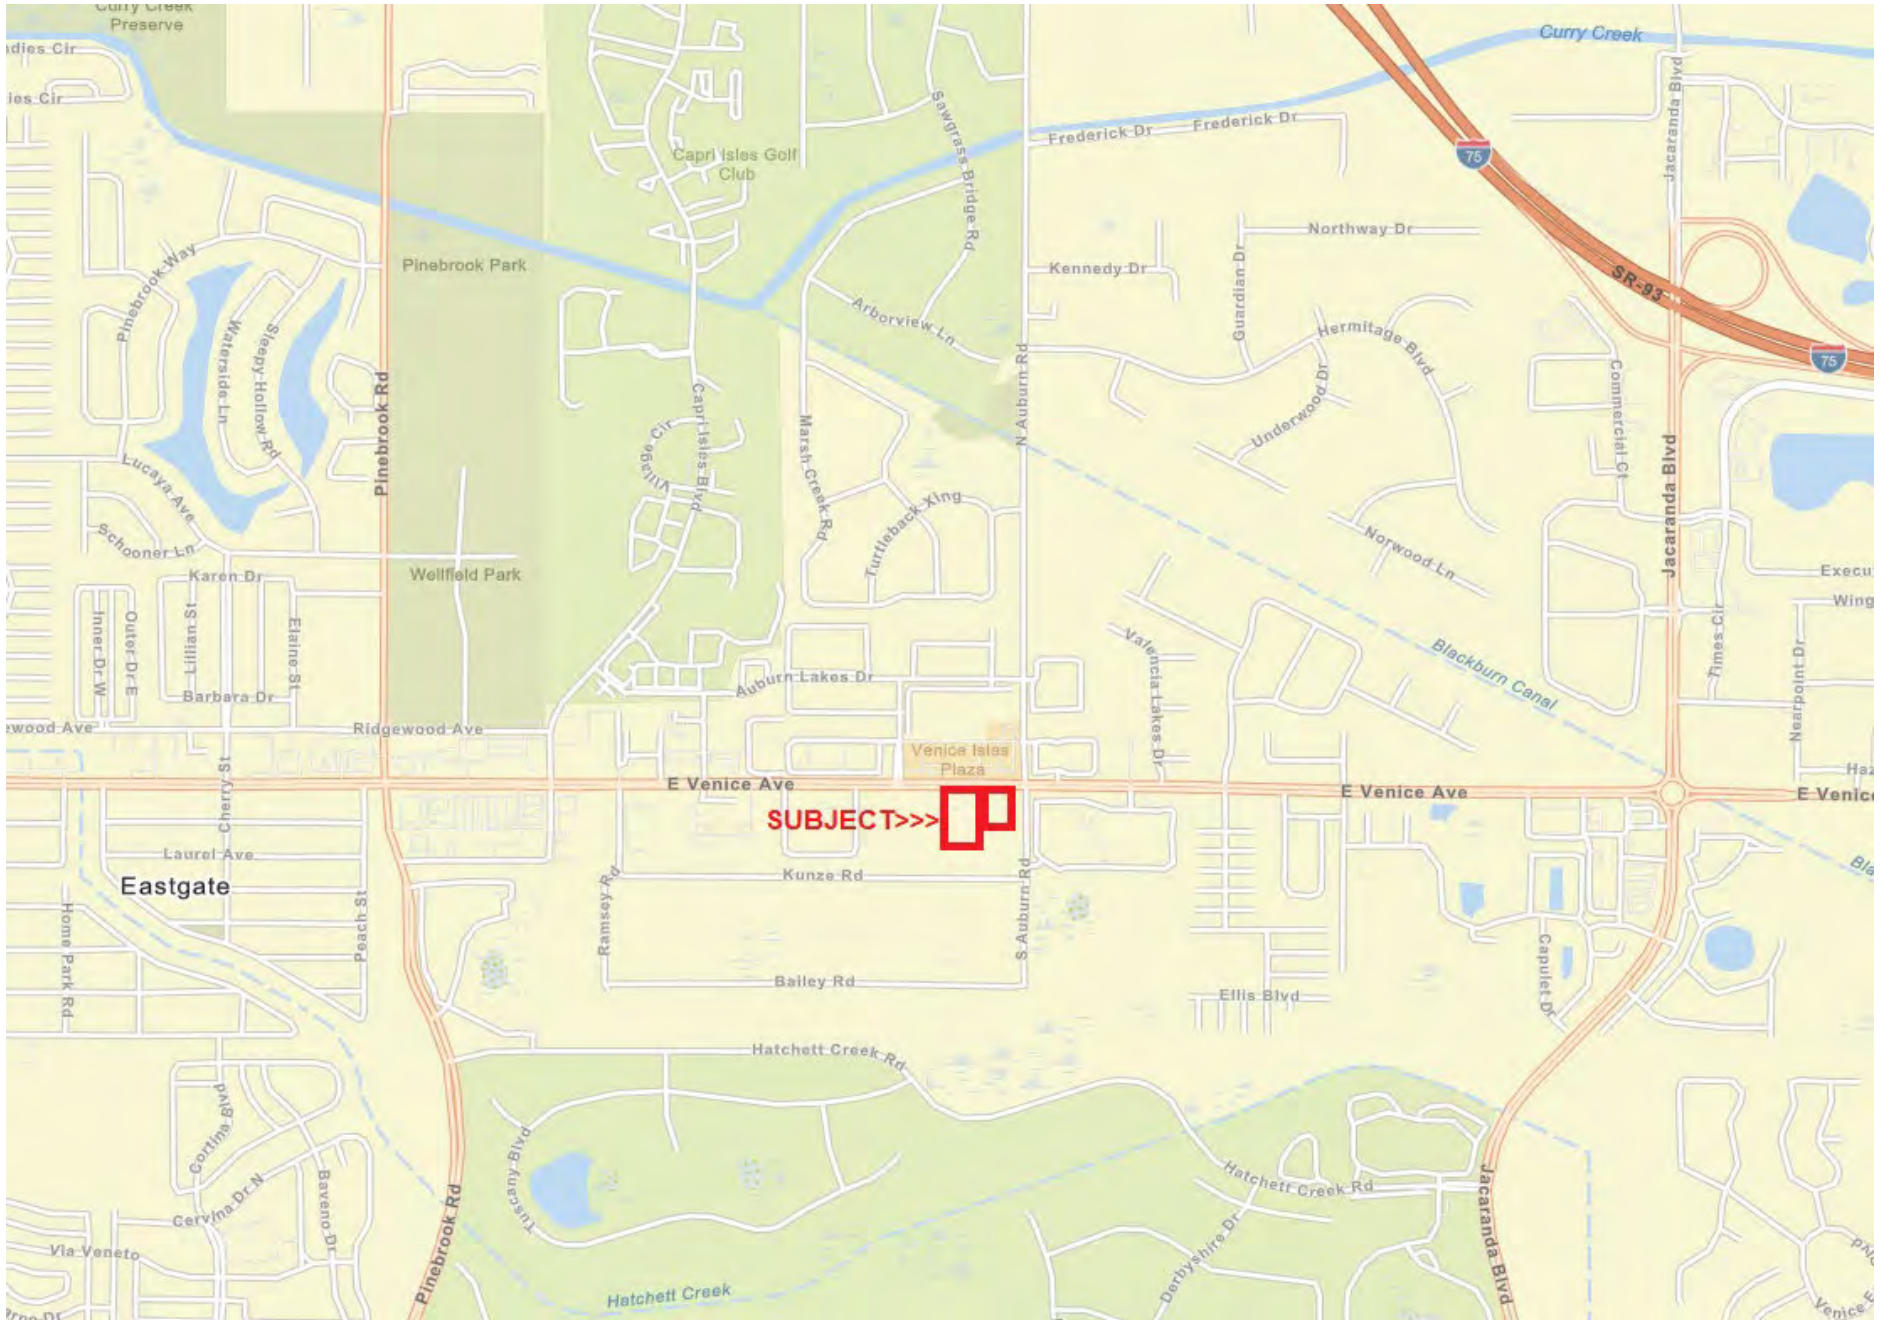 Curry Creek
Preserve
Curry Creek
Jacaranda Blvd
Sawgrass Bridge Rd
Frederick Dr
Frederick Dr
75
Capri Isles Golf
Club
Northway Dr
Pinebrook Way
Pinebrook Park
Kennedy Dr
Guardian Dr
SR-93
Arborview Ln
Hermitage Blvd
75
Waterside Ln
Sleepy Hollow Rd
Pinebrook Rd
N Auburn Rd
Underwood Dr
Commercial Ct
Capri Isles Blvd
Village Cir
Marsh Creek Rd
Lucaya Ave
Turtleback Xing
Jacaranda Blvd
Schooner Ln
Norwood Ln
Karen Dr
Wellfield Park
Execu
Wing
Inner Dr W
Outer Dr E
Lillian St
Elaine St
Valencia Lakes Dr
Blackburn Canal
Times Cir
Nearpoint Dr
Barbara Dr
Auburn Lakes Dr
ewood Ave
Ridgewood Ave
Venice Isles
Plaza
Haz
Cherry St
E Venice Ave
E Venice Ave
E Venice
SUBJECT>>>
Laurel Ave
Eastgate
Ramsey Rd
Kunze Rd
S Auburn Rd
Bla
Home Park Rd
Peach St
Bailey Rd
Ellis Blvd
Capulet Dr
Hatchett Creek Rd
Cortina Blvd
Tuscany Blvd
Cervina Dr N
Baveno Dr
Pinebrook Rd
Hatchett Creek Rd
Jacaranda Blvd
Derbyshire Dr
Via Veneto
Hatchett Creek
Venice E